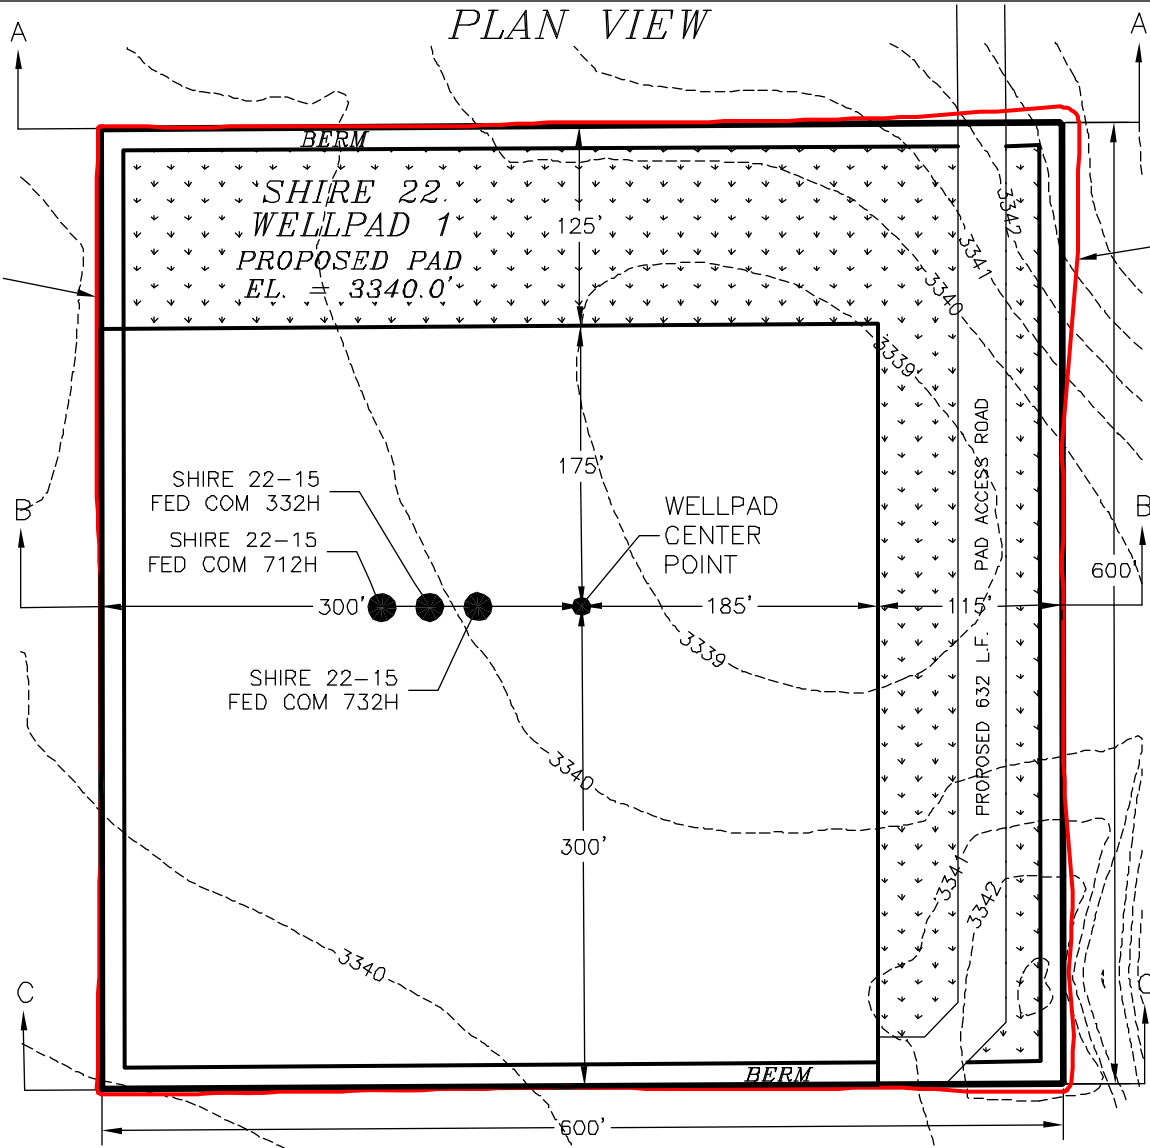 PLAN VIEW
A
A
BERM
SHIRE 22
WELLPAD 1
PROPOSED PAD
EL. = 3340.0'
125'
3342
3341
3340
3339
175'
SHIRE 22-15
FED COM 332H
SHIRE 22-15
FED COM 712H
WELLPAD
CENTER
POINT
B
B
600'
300'
185'
115'
PROPOSED 632 L.F. PAD ACCESS ROAD
SHIRE 22-15
FED COM 732H
3339
3340
300'
3341
3342
3340
C
C
BERM
600'